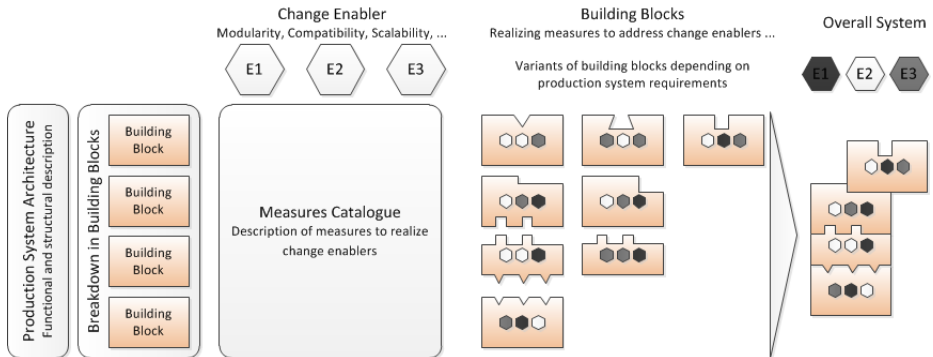 Change Enabler
Modularity, Compatibility, Scalability, ...
E1
E2
E3
Building Blocks
Realizing measures to address change enablers ...
Variants of building blocks depending on
production system requirements
Overall System
E1
E2
E3
Production System Architecture
Functional and structural description
Breakdown in Building Blocks
Building
Block
Building
Block
Building
Block
Building
Block
Measures Catalogue
Description of measures to realize
change enablers